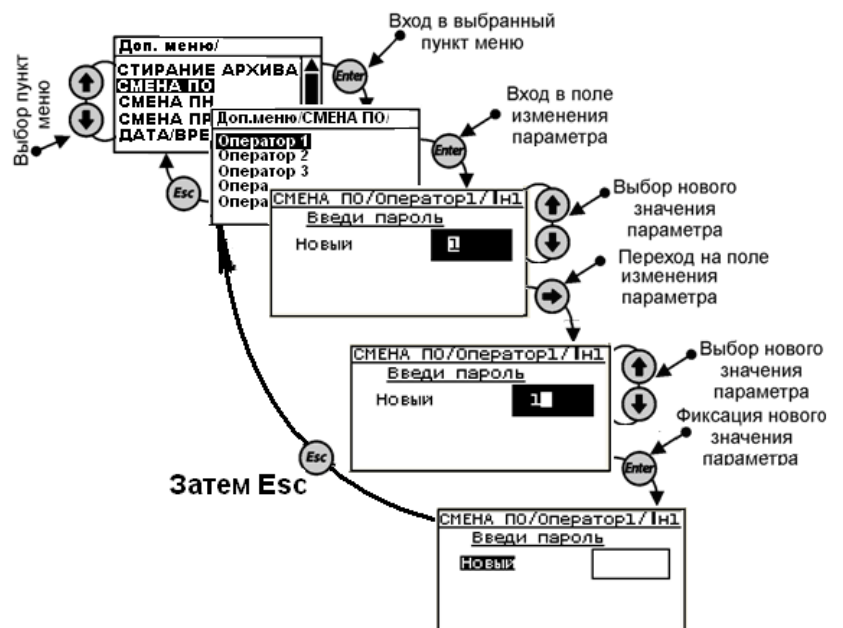 Вход в выбранный
пункт меню
Доп. меню/
СТИРАНИЕ АРХИВА
СМЕНА ПО
СМЕНА ПН
СМЕНА ПР
ДАТА/ВРЕ
Enter
Выбор пункт
меню
Вход в поле
изменения
параметра
Доп.меню/СМЕНА ПО/
Оператор 1
Оператор 2
Оператор 3
Опера
Опера
Enter
Esc
СМЕНА ПО/Оператор1/Пн1
Введи пароль
Новый 1
Выбор нового
значения
параметра
Переход на поле
изменения
параметра
СМЕНА ПО/Оператор1/Пн1
Введи пароль
Новый 1
Выбор нового
значения
параметра
Фиксация нового
значения
параметра
Enter
Esc
Затем Esc
СМЕНА ПО/Оператор1/Пн1
Введи пароль
Новый